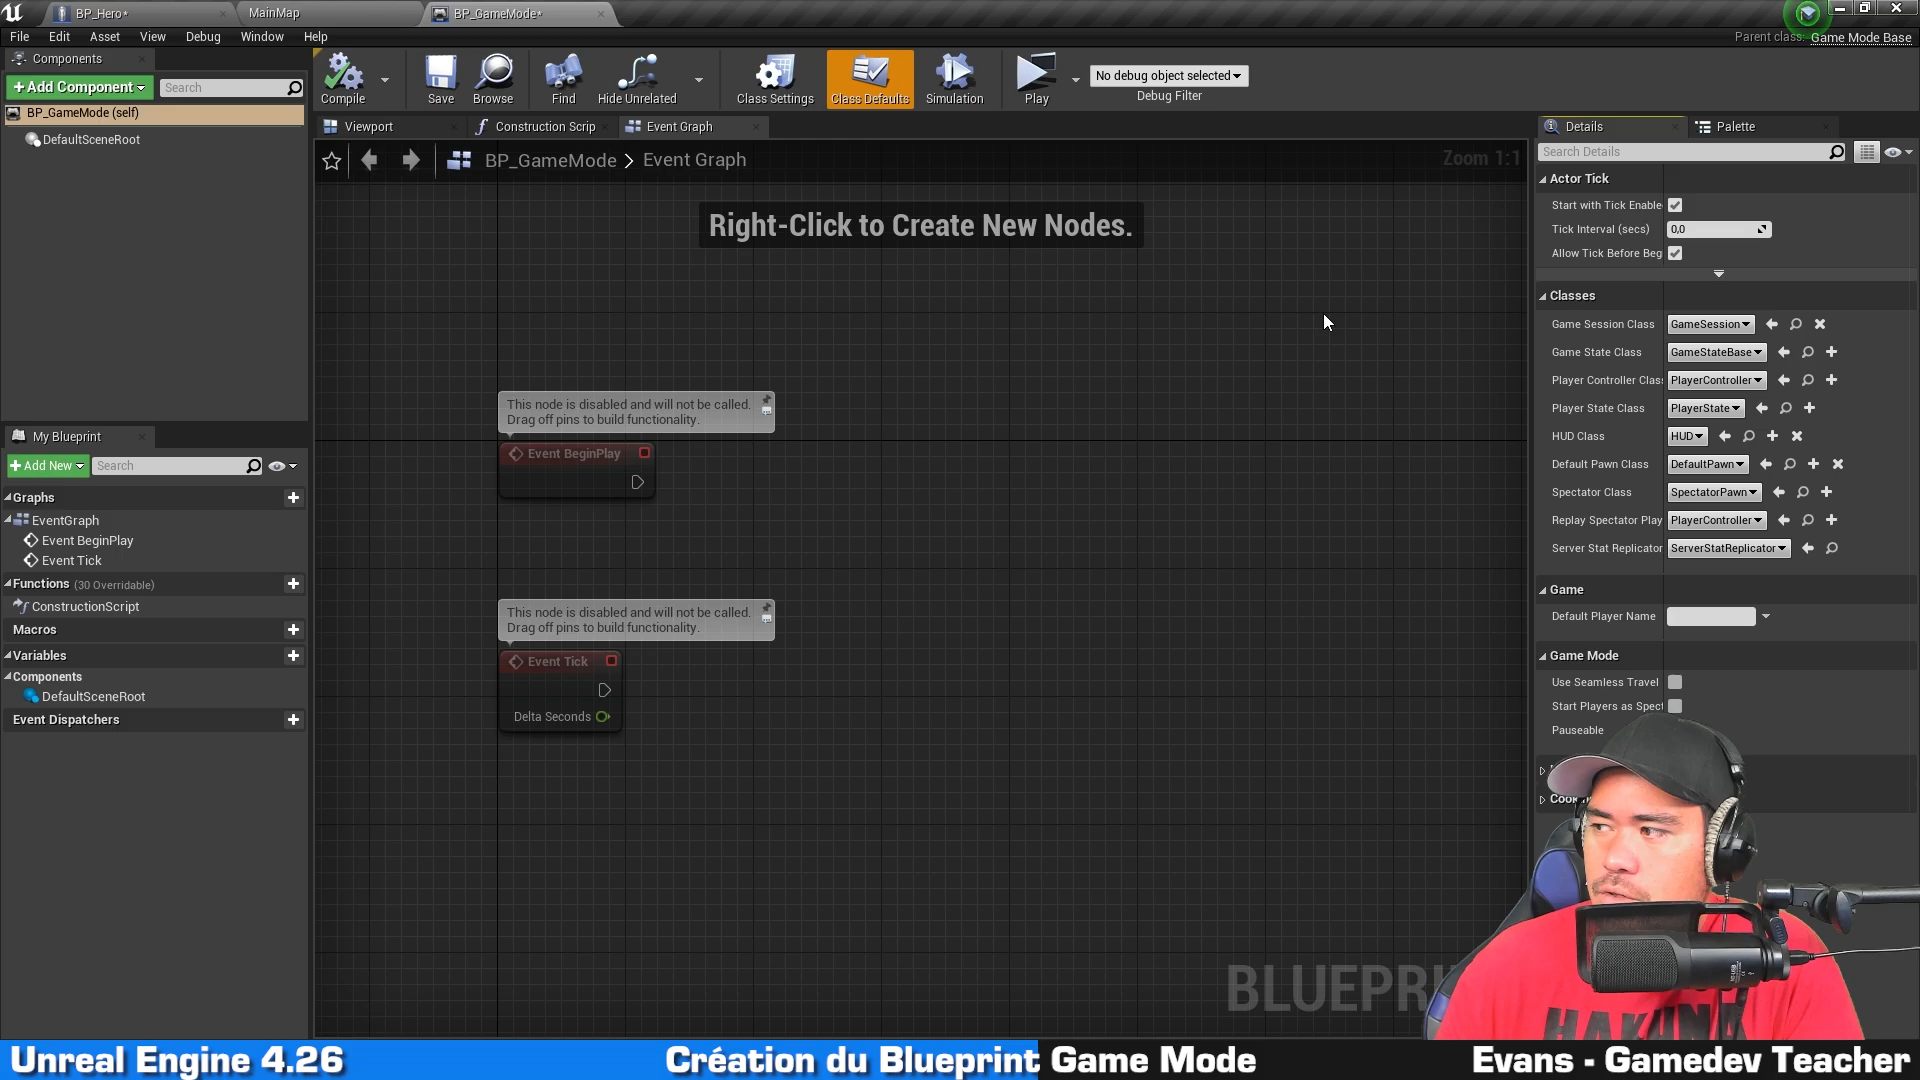 BP_Hero*
MainMap
BP_GameMode*
File Edit Asset View Debug Window Help
Parent class: Game Mode Base
Components
+Add Component
Search
BP_GameMode (self)
DefaultSceneRoot
Compile
Save
Browse
Find
Hide Unrelated
Class Settings
Class Defaults
Simulation
Play
No debug object selected
Debug Filter
Viewport
Construction Scrip
Event Graph
BP_GameMode > Event Graph
Zoom 1:1
Right-Click to Create New Nodes.
This node is disabled and will not be called.
Drag off pins to build functionality.
Event BeginPlay
This node is disabled and will not be called.
Drag off pins to build functionality.
Event Tick
Delta Seconds
My Blueprint
+Add New
Search
Graphs
EventGraph
Event BeginPlay
Event Tick
Functions (30 Overridable)
ConstructionScript
Macros
Variables
Components
DefaultSceneRoot
Event Dispatchers
Details
Palette
Search Details
Actor Tick
Start with Tick Enable
Tick Interval (secs) 0,0
Allow Tick Before Beg
Classes
Game Session Class GameSession
Game State Class GameStateBase
Player Controller Clas PlayerController
Player State Class PlayerState
HUD Class HUD
Default Pawn Class DefaultPawn
Spectator Class SpectatorPawn
Replay Spectator Play PlayerController
Server Stat Replicator ServerStatReplicator
Game
Default Player Name
Game Mode
Use Seamless Travel
Start Players as Spect
Pauseable
Coo
BLUEPRI
HAKUNA
Unreal Engine 4.26
Création du Blueprint Game Mode
Evans - Gamedev Teacher